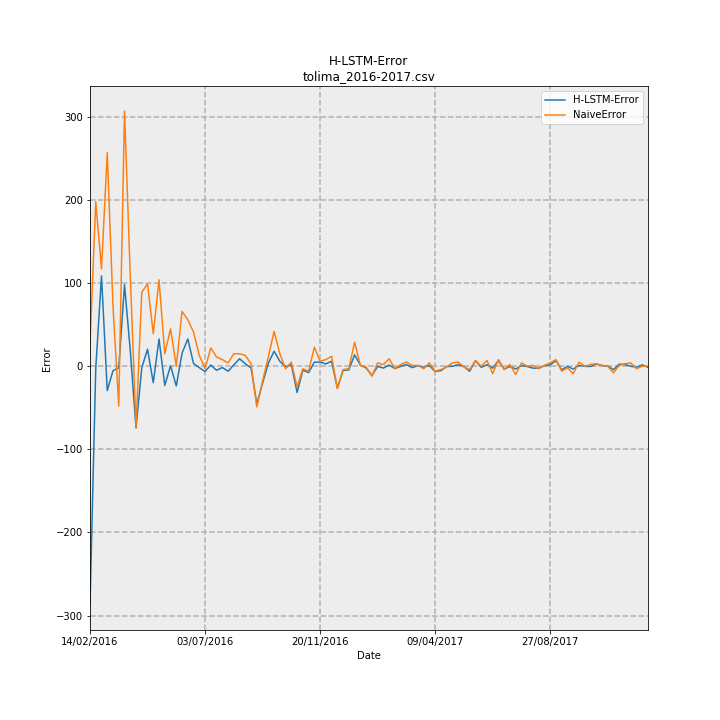 H-LSTM-Error
tolima_2016-2017.csv
H-LSTM-Error
NaiveError
300
200
100
0
−100
−200
−300
Error
14/02/2016
03/07/2016
20/11/2016
09/04/2017
27/08/2017
Date